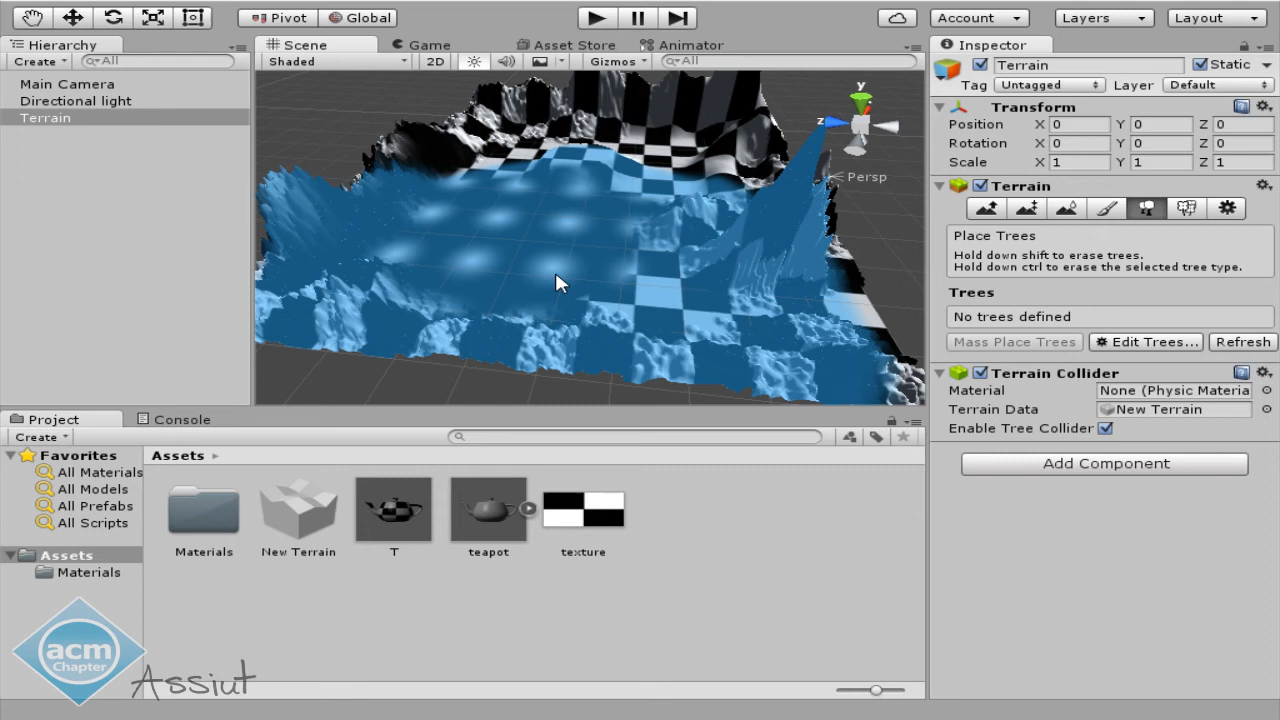 Pivot Global Account Layers Layout
Hierarchy
Create All
Main Camera
Directional light
Terrain
Scene Game Asset Store Animator
Shaded 2D Gizmos All
y
z
Persp
Inspector
Terrain Static
Tag Untagged Layer Default
Transform
Position X 0 Y 0 Z 0
Rotation X 0 Y 0 Z 0
Scale X 1 Y 1 Z 1
Terrain
Place Trees
Hold down shift to erase trees.
Hold down ctrl to erase the selected tree type.
Trees
No trees defined
Mass Place Trees Edit Trees... Refresh
Terrain Collider
Material None (Physic Materia
Terrain Data New Terrain
Enable Tree Collider
Add Component
Project Console
Create
Favorites
All Materials
All Models
All Prefabs
All Scripts
Assets
Materials
Assets
Materials New Terrain T teapot texture
acm
Chapter
Assiut